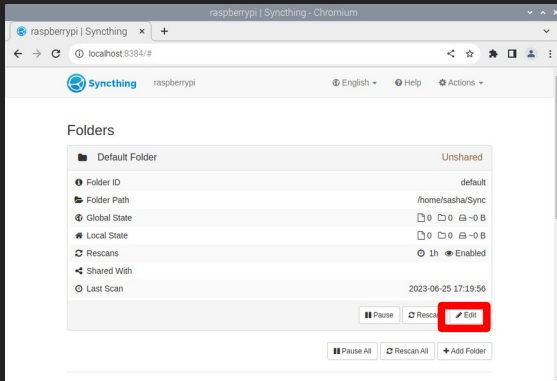 raspberrypi | Syncthing - Chromium
raspberrypi | Syncthing × +
localhost:8384/#
Syncthing raspberrypi English Help Actions
Folders
Default Folder Unshared
Folder ID default
Folder Path /home/sasha/Sync
Global State 0 0 ~0 B
Local State 0 0 ~0 B
Rescans 1h Enabled
Shared With
Last Scan 2023-06-25 17:19:56
Pause Edit
Pause All Rescan All + Add Folder